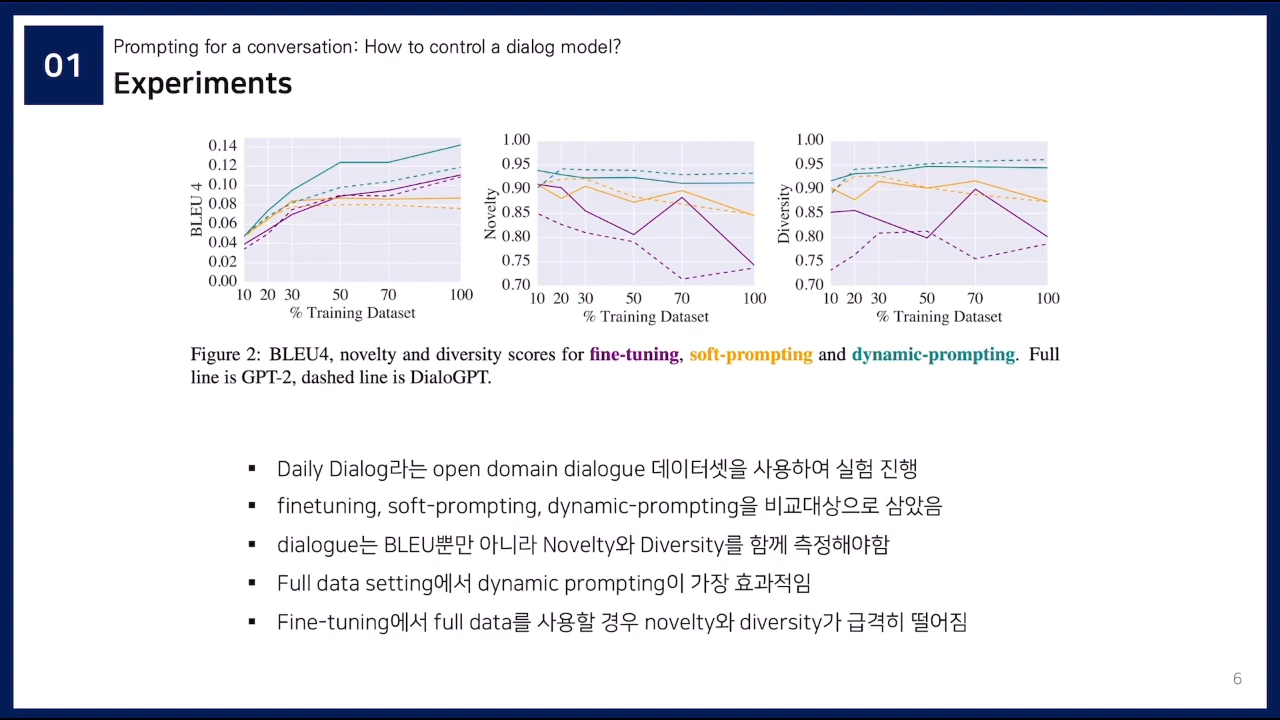 01
Prompting for a conversation: How to control a dialog model?
Experiments
0.14
0.12
0.10
0.08
0.06
0.04
0.02
0.00
BLEU 4
10 20 30 50 70 100
% Training Dataset
1.00
0.95
0.90
0.85
0.80
0.75
0.70
Novelty
10 20 30 50 70 100
% Training Dataset
1.00
0.95
0.90
0.85
0.80
0.75
0.70
Diversity
10 20 30 50 70 100
% Training Dataset
Figure 2: BLEU4, novelty and diversity scores for fine-tuning, soft-prompting and dynamic-prompting. Full
line is GPT-2, dashed line is DialoGPT.
▪ Daily Dialog라는 open domain dialogue 데이터셋을 사용하여 실험 진행
▪ finetuning, soft-prompting, dynamic-prompting을 비교대상으로 삼았음
▪ dialogue는 BLEU뿐만 아니라 Novelty와 Diversity를 함께 측정해야함
▪ Full data setting에서 dynamic prompting이 가장 효과적임
▪ Fine-tuning에서 full data를 사용할 경우 novelty와 diversity가 급격히 떨어짐
6